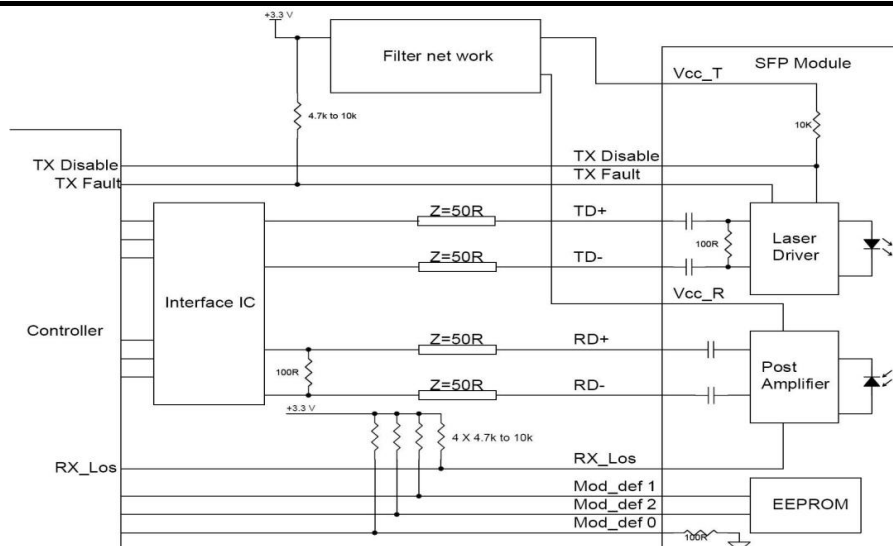 +3.3 V
Filter net work
SFP Module
Vcc_T
4.7k to 10k
10K
TX Disable
TX Disable
TX Fault
TX Fault
Z=50R
TD+
100R
Laser
Driver
Z=50R
TD-
Interface IC
Vcc_R
Controller
Z=50R
RD+
100R
Post
Amplifier
Z=50R
RD-
+3.3 V
4 X 4.7k to 10k
RX_Los
RX_Los
Mod_def 1
EEPROM
Mod_def 2
Mod_def 0
100R